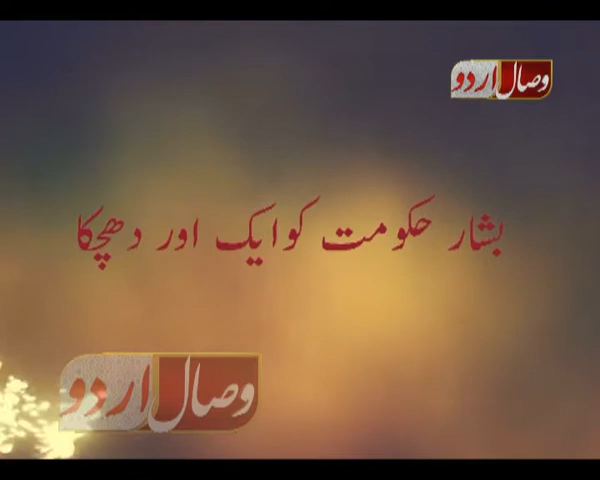 وصال اردو
بشار حکومت کو ایک اور دھچکا
وصال اردو